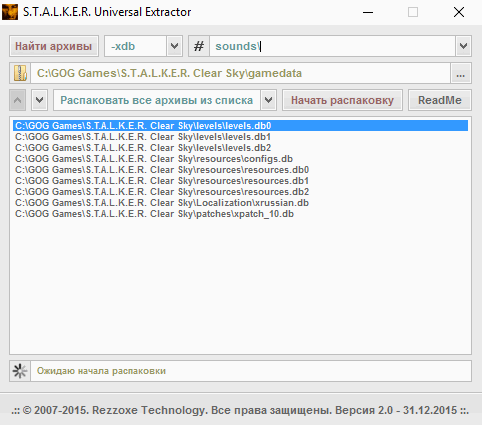 S.T.A.L.K.E.R. Universal Extractor
Найти архивы -xdb # sounds\
C:\GOG Games\S.T.A.L.K.E.R. Clear Sky\gamedata ...
Распаковать все архивы из списка Начать распаковку ReadMe
C:\GOG Games\S.T.A.L.K.E.R. Clear Sky\levels\levels.db0
C:\GOG Games\S.T.A.L.K.E.R. Clear Sky\levels\levels.db1
C:\GOG Games\S.T.A.L.K.E.R. Clear Sky\levels\levels.db2
C:\GOG Games\S.T.A.L.K.E.R. Clear Sky\resources\configs.db
C:\GOG Games\S.T.A.L.K.E.R. Clear Sky\resources\resources.db0
C:\GOG Games\S.T.A.L.K.E.R. Clear Sky\resources\resources.db1
C:\GOG Games\S.T.A.L.K.E.R. Clear Sky\resources\resources.db2
C:\GOG Games\S.T.A.L.K.E.R. Clear Sky\Localization\xrussian.db
C:\GOG Games\S.T.A.L.K.E.R. Clear Sky\patches\xpatch_10.db
Ожидаю начала распаковки
.:: © 2007-2015. Rezzoxe Technology. Все права защищены. Версия 2.0 - 31.12.2015 ::.